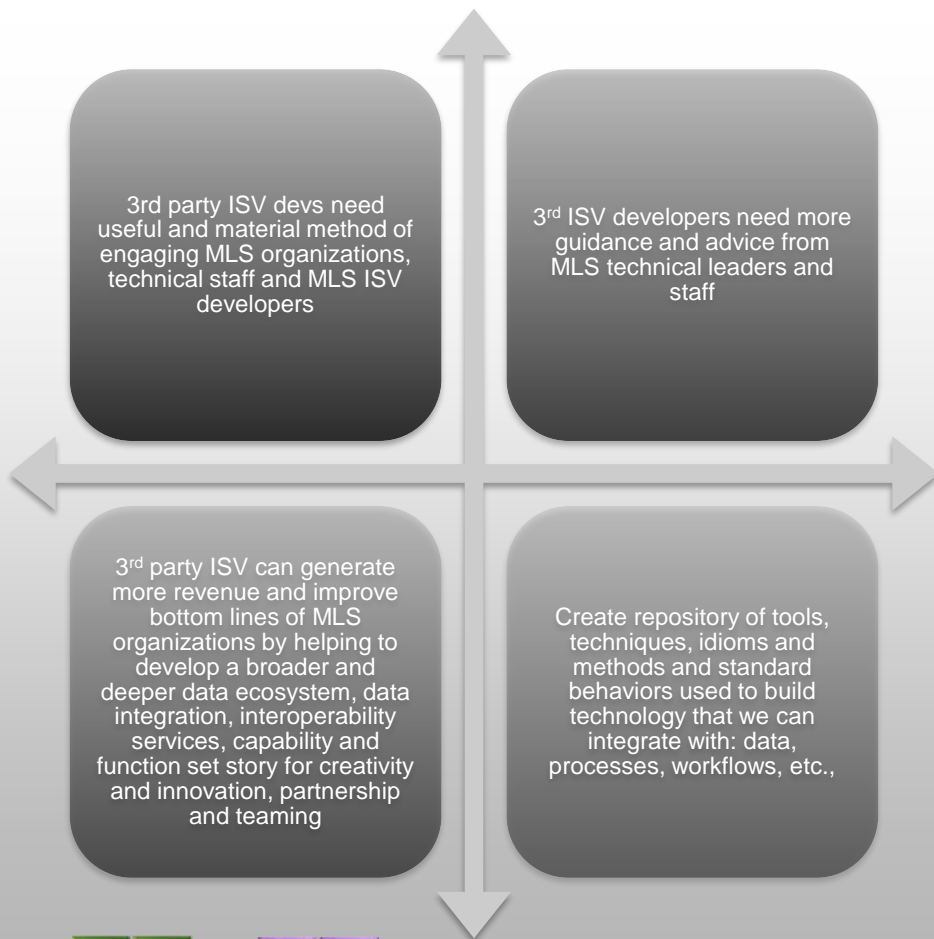 3rd party ISV devs need
useful and material method of
engaging MLS organizations,
technical staff and MLS ISV
developers
3rd ISV developers need more
guidance and advice from
MLS technical leaders and
staff
3rd party ISV can generate
more revenue and improve
bottom lines of MLS
organizations by helping to
develop a broader and
deeper data ecosystem, data
integration, interoperability
services, capability and
function set story for creativity
and innovation, partnership
and teaming
Create repository of tools,
techniques, idioms and
methods and standard
behaviors used to build
technology that we can
integrate with: data,
processes, workflows, etc.,